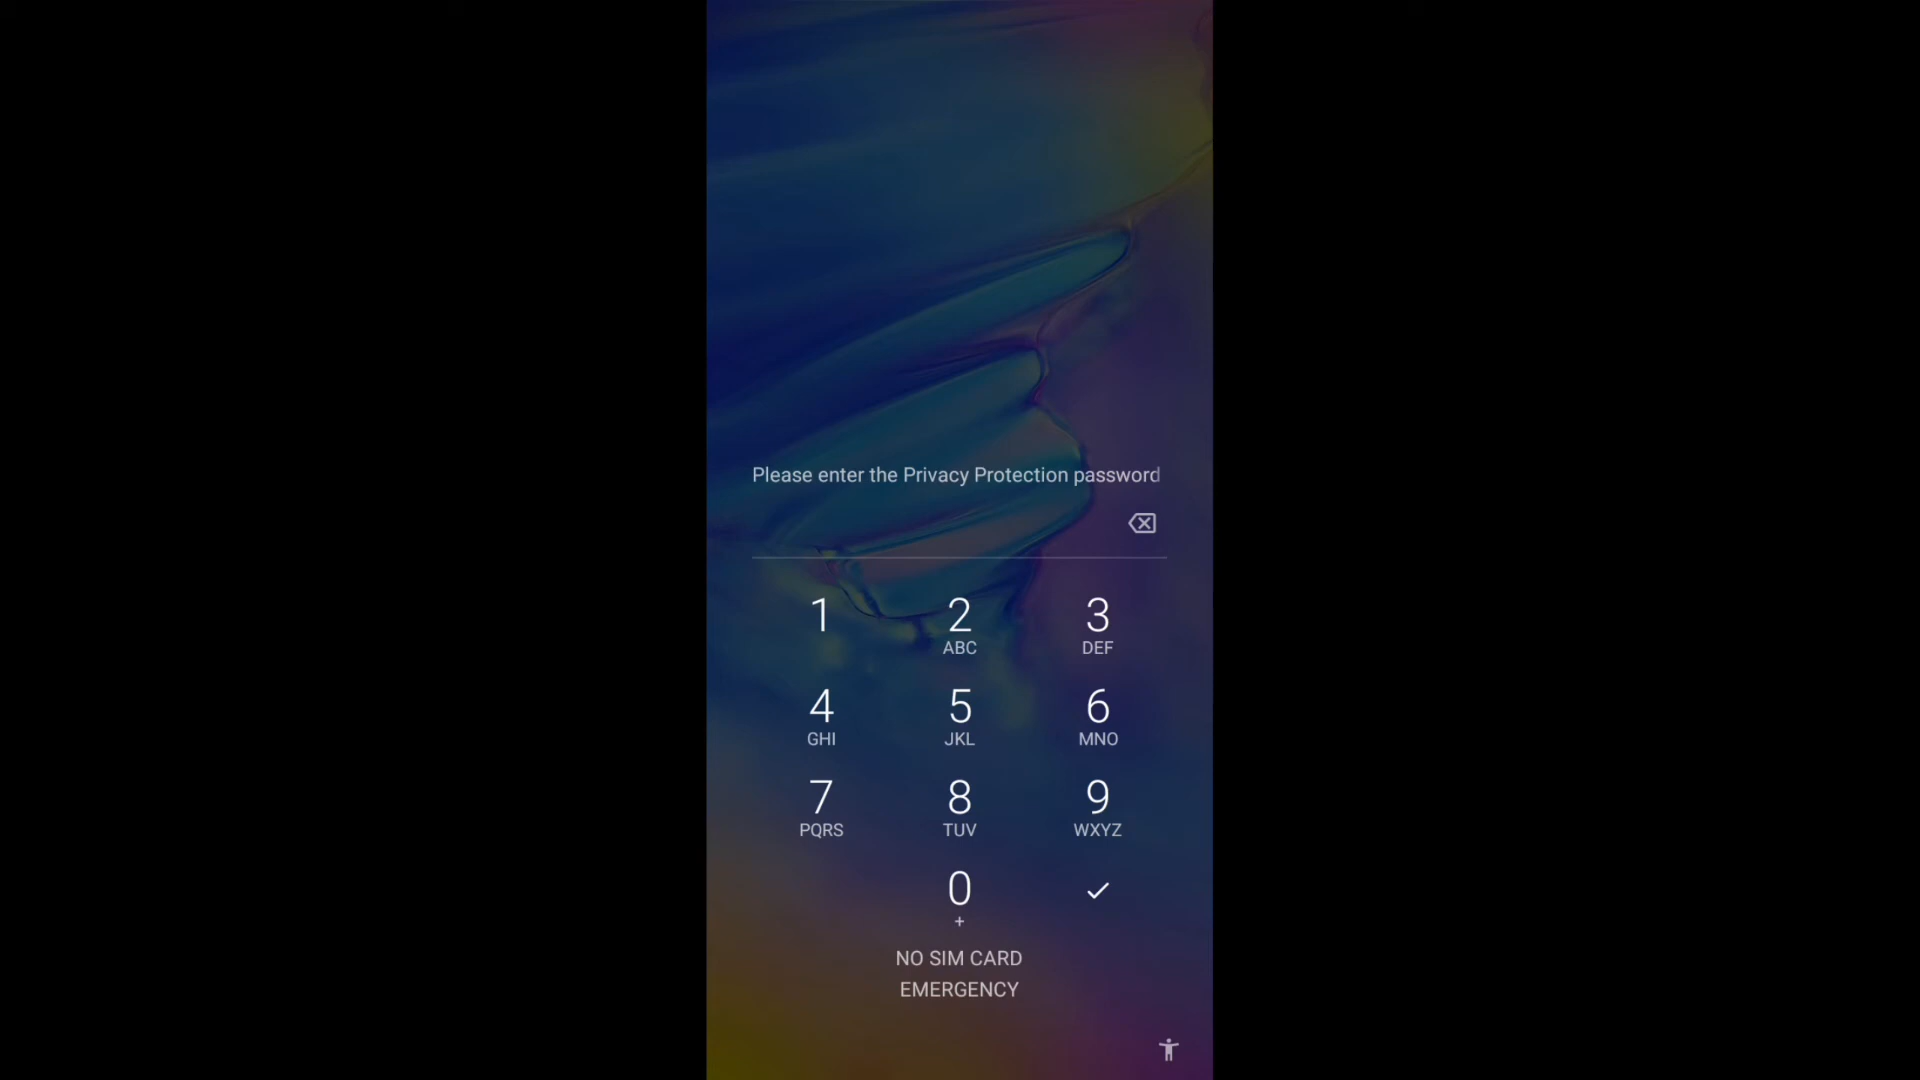 Please enter the Privacy Protection password
1 2 3
ABC DEF
4 5 6
GHI JKL MNO
7 8 9
PQRS TUV WXYZ
0
+
NO SIM CARD
EMERGENCY